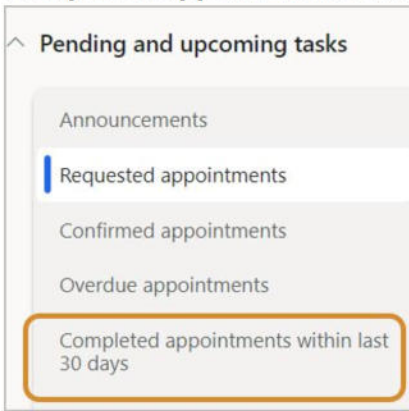 Pending and upcoming tasks
Announcements
Requested appointments
Confirmed appointments
Overdue appointments
Completed appointments within last
30 days